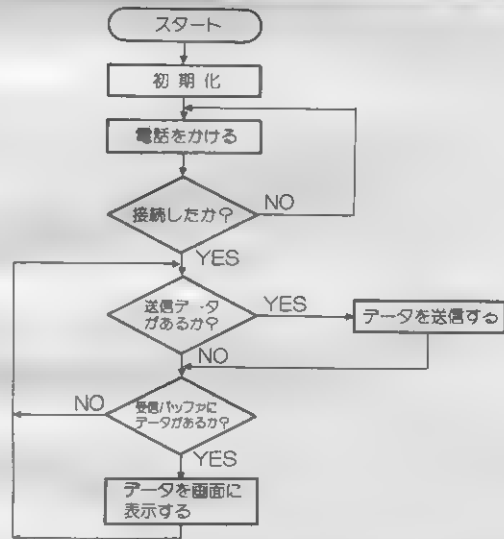 スタート
初期化
電話をかける
接続したか?
NO
YES
送信データ
があるか?
YES
データを送信する
NO
受信バッファに
データがあるか?
NO
YES
データを画面に
表示する